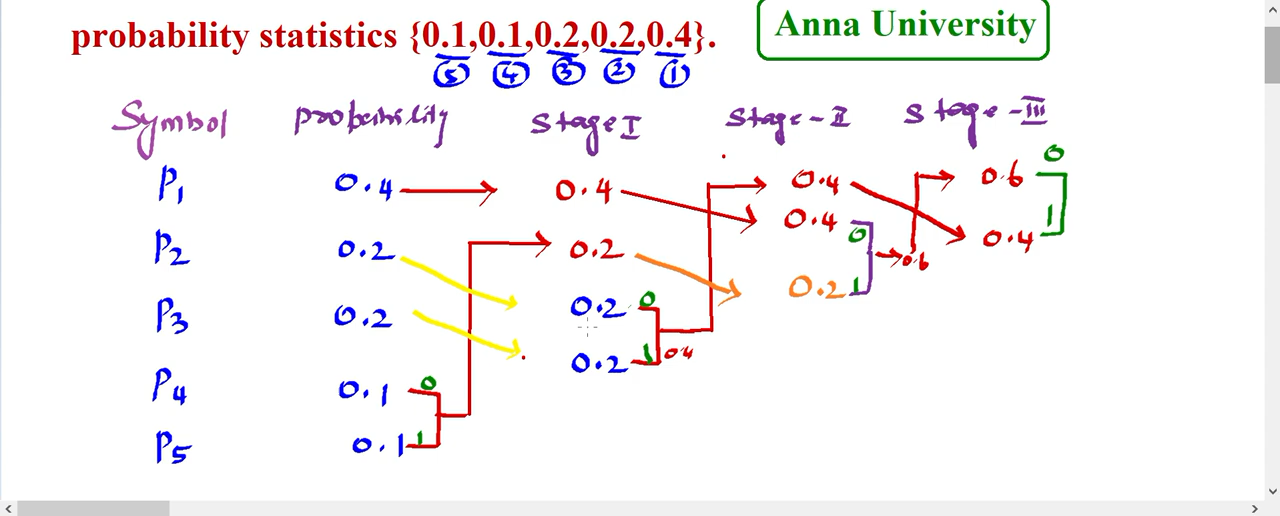 probability statistics {0.1,0.1,0.2,0.2,0.4}.
Anna University
5 4 3 2 1
Symbol probability Stage I Stage-II Stage-III
P1 0.4 0.4 0.4 0.6 0
P2 0.2 0.2 0.4 0 0.6 0.4 1
P3 0.2 0.2 0 0.2 1
P4 0.1 0 0.2 1 0.4
P5 0.1 1